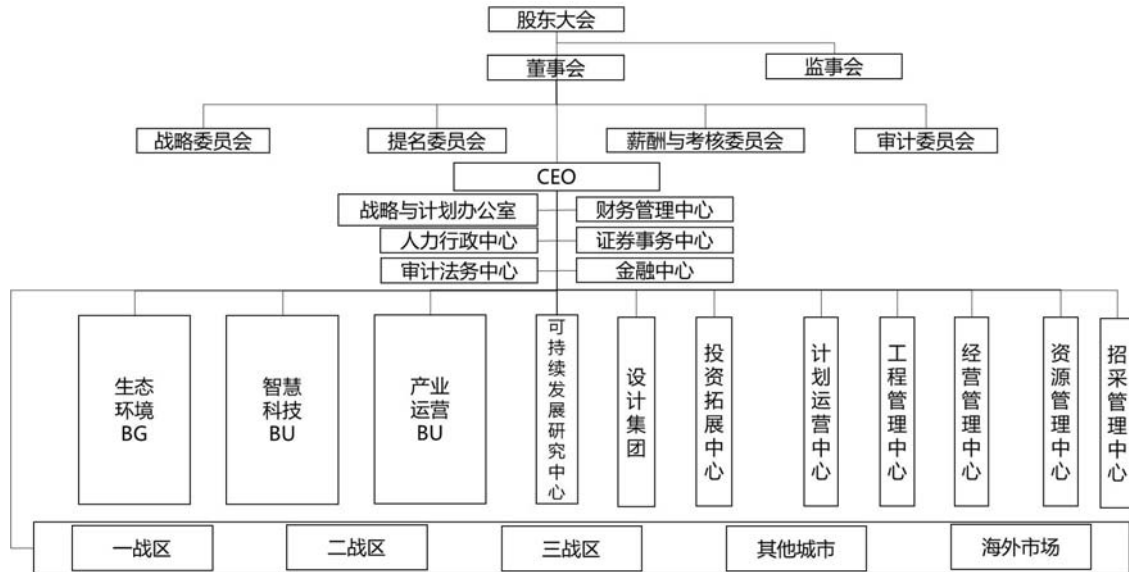 股东大会
董事会
监事会
战略委员会
提名委员会
薪酬与考核委员会
审计委员会
CEO
战略与计划办公室
财务管理中心
人力行政中心
证券事务中心
审计法务中心
金融中心
生态
环境
BG
智慧
科技
BU
产业
运营
BU
可持续发展研究中心
设计集团
投资拓展中心
计划运营中心
工程管理中心
经营管理中心
资源管理中心
招采管理中心
一战区
二战区
三战区
其他城市
海外市场